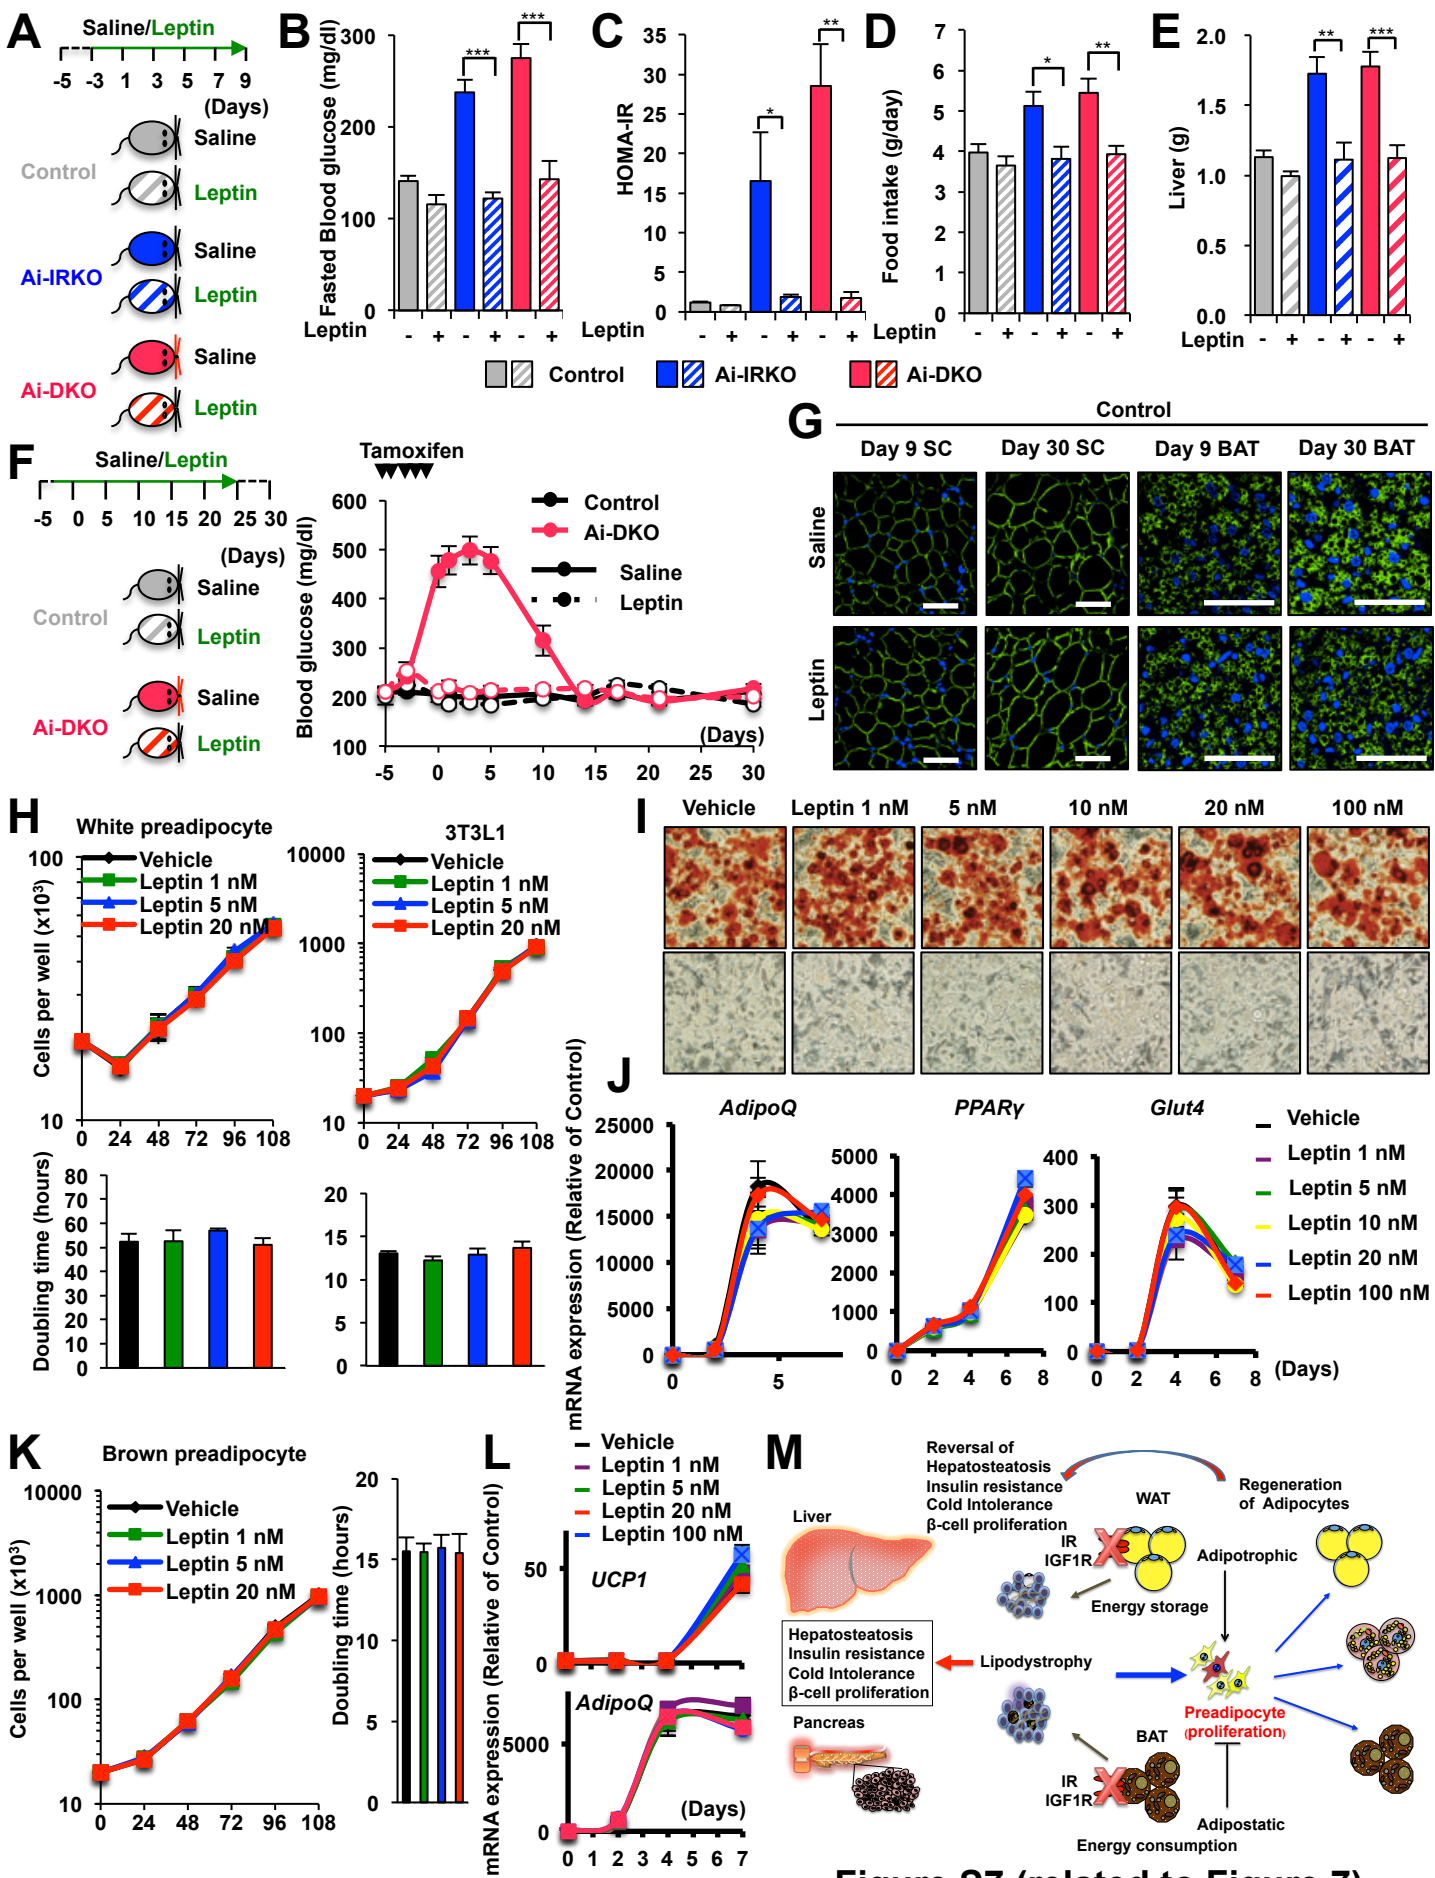 A
Saline/Leptin
-5 -3 1 3 5 7 9
(Days)
Control
Saline
Leptin
Ai-IRKO
Saline
Leptin
Ai-DKO
Saline
Leptin
B
Fasted Blood glucose (mg/dl)
300
200
100
0
***
***
Leptin - + - + - +
C
HOMA-IR
35
30
25
20
15
10
5
0
*
**
Leptin - + - + - +
D
Food intake (g/day)
7
6
5
4
3
2
1
0
*
**
Leptin - + - + - +
E
Liver (g)
2.0
1.5
1.0
0.5
0.0
**
***
Leptin - + - + - +
Control Ai-IRKO Ai-DKO
F
Saline/Leptin
-5 0 5 10 15 20 25 30
(Days)
Control
Saline
Leptin
Ai-DKO
Saline
Leptin
Tamoxifen
Blood glucose (mg/dl)
600
500
400
300
200
100
Control
Ai-DKO
Saline
Leptin
(Days)
-5 0 5 10 15 20 30
G
Control
Day 9 SC Day 30 SC Day 9 BAT Day 30 BAT
Saline
Leptin
H
White preadipocyte
Cells per well (x10³)
100
10
Vehicle
Leptin 1 nM
Leptin 5 nM
Leptin 20 nM
0 24 48 72 96 108
3T3L1
10000
1000
100
10
Vehicle
Leptin 1 nM
Leptin 5 nM
Leptin 20 nM
0 24 48 72 96 108
Doubling time (hours)
80
70
60
50
40
30
20
10
0
20
15
10
5
0
I
Vehicle Leptin 1 nM 5 nM 10 nM 20 nM 100 nM
J
mRNA expression (Relative of Control)
AdipoQ
25000
20000
15000
10000
5000
0
0 5
PPARγ
5000
4000
3000
2000
1000
0
0 2 4 6 8
Glut4
400
300
200
100
0
0 2 4 6 8
(Days)
Vehicle
Leptin 1 nM
Leptin 5 nM
Leptin 10 nM
Leptin 20 nM
Leptin 100 nM
K
Brown preadipocyte
Cells per well (x10³)
10000
1000
100
10
Vehicle
Leptin 1 nM
Leptin 5 nM
Leptin 20 nM
0 24 48 72 96 108
Doubling time (hours)
20
15
10
5
0
L
Vehicle
Leptin 1 nM
Leptin 5 nM
Leptin 20 nM
Leptin 100 nM
mRNA expression (Relative of Control)
50
0
UCP1
AdipoQ
5000
0
(Days)
0 1 2 3 4 5 6 7
M
Reversal of
Hepatosteatosis
Insulin resistance
Cold Intolerance
β-cell proliferation
Regeneration
of Adipocytes
WAT
Liver
IR
IGF1R
Adipotrophic
Energy storage
Hepatosteatosis
Insulin resistance
Cold Intolerance
β-cell proliferation
Lipodystrophy
Preadipocyte
(proliferation)
Pancreas
BAT
IR
IGF1R
Adipostatic
Energy consumption
Figure S7 (related to Figure 7)